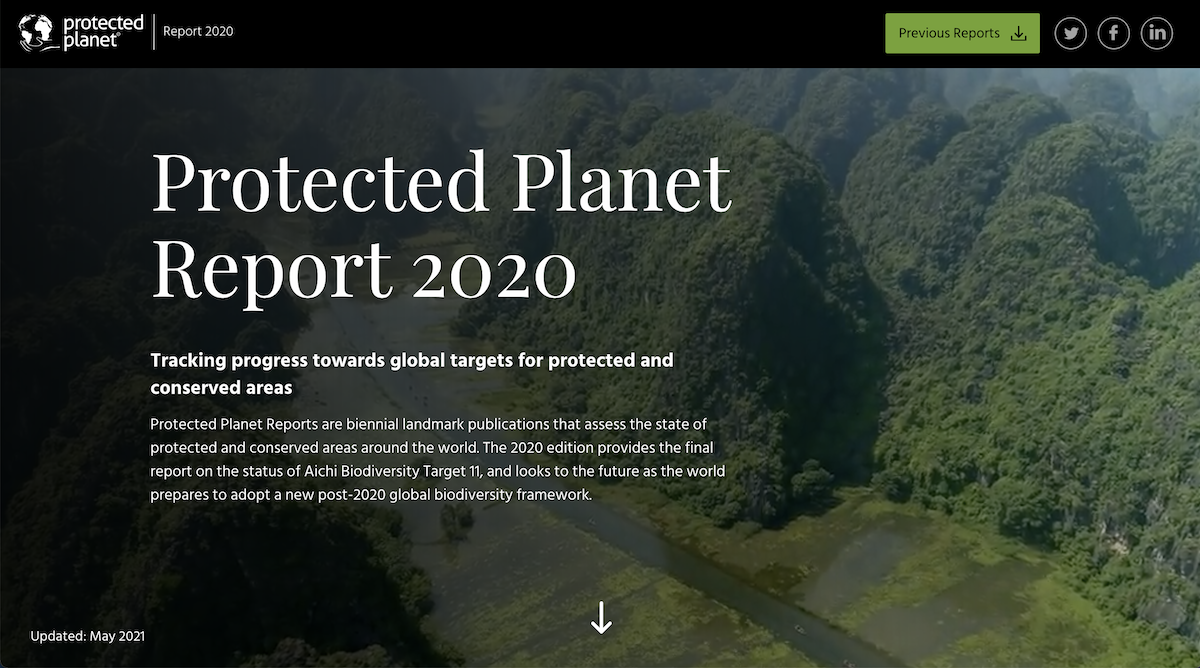 protected
planet®
Report 2020
Previous Reports
Protected Planet
Report 2020
Tracking progress towards global targets for protected and
conserved areas
Protected Planet Reports are biennial landmark publications that assess the state of
protected and conserved areas around the world. The 2020 edition provides the final
report on the status of Aichi Biodiversity Target 11, and looks to the future as the world
prepares to adopt a new post-2020 global biodiversity framework.
Updated: May 2021